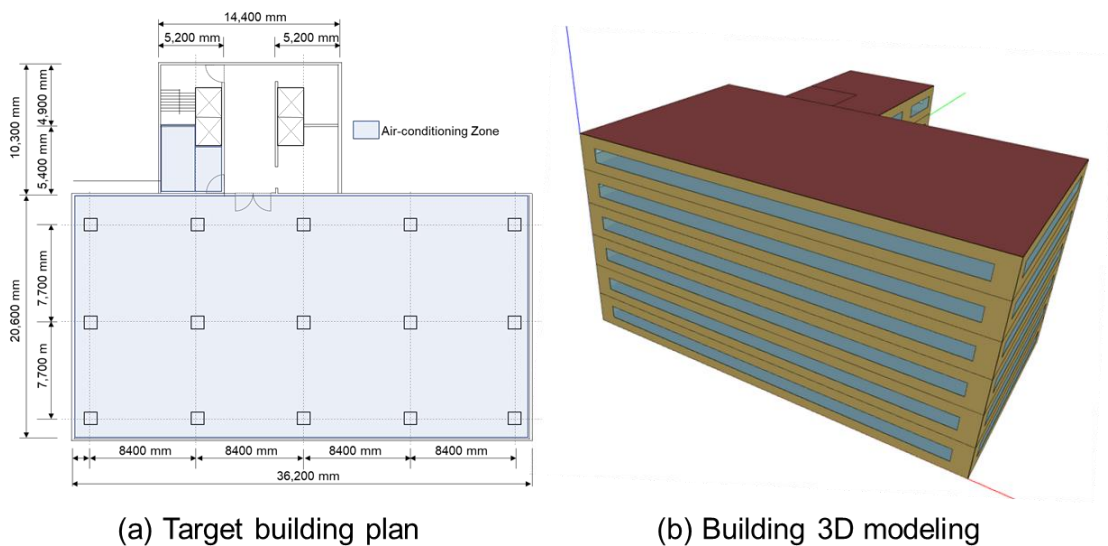 14,400 mm
5,200 mm
5,200 mm
10,300 mm
4,900 mm
5,400 mm
Air-conditioning Zone
20,600 mm
7,700 mm
7,700 m
8400 mm
8400 mm
8400 mm
8400 mm
36,200 mm
(a) Target building plan
(b) Building 3D modeling